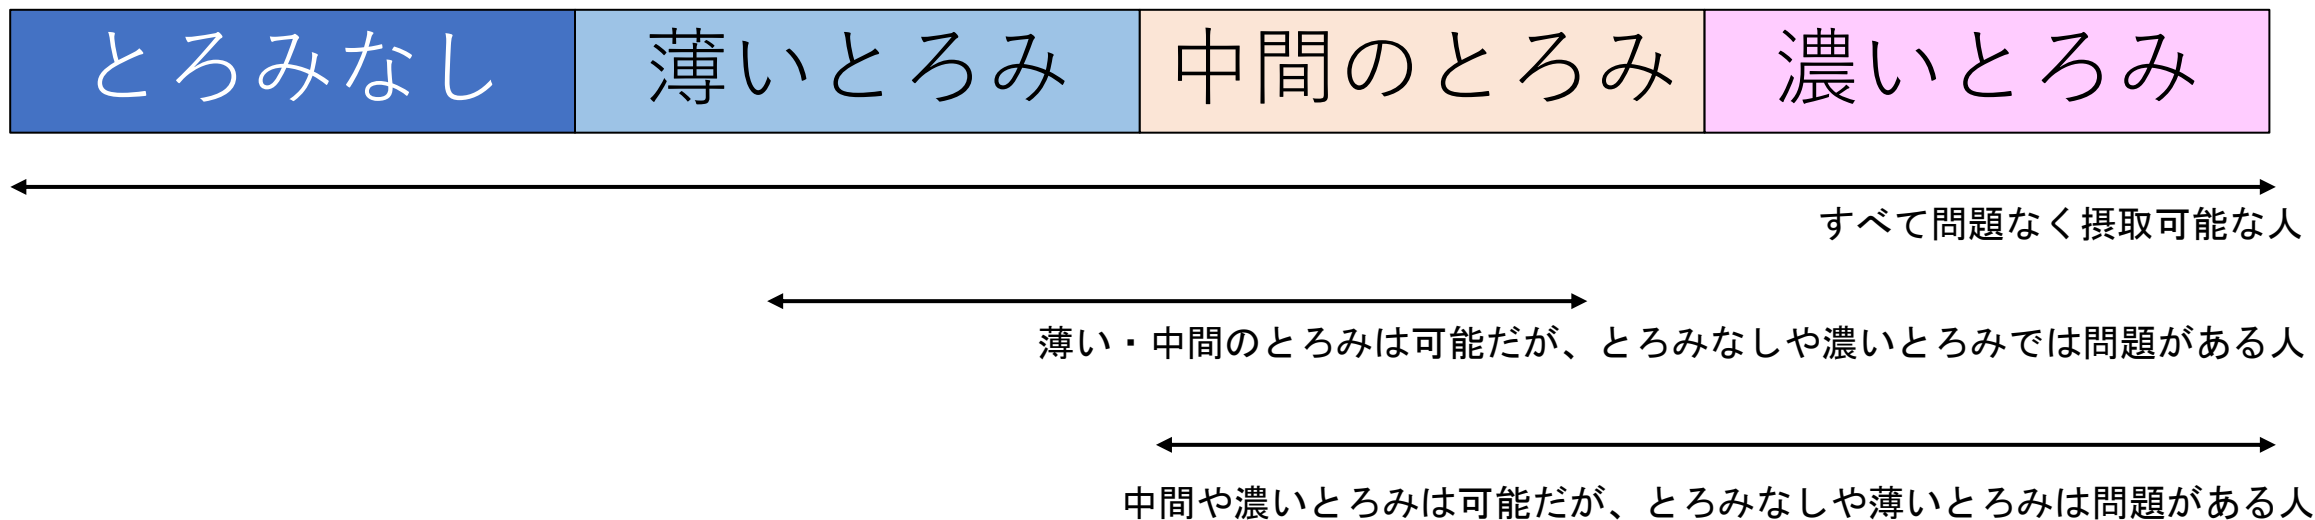 とろみなし 薄いとろみ 中間のとろみ 濃いとろみ
すべて問題なく摂取可能な人
薄い・中間のとろみは可能だが、とろみなしや濃いとろみでは問題がある人
中間や濃いとろみは可能だが、とろみなしや薄いとろみは問題がある人